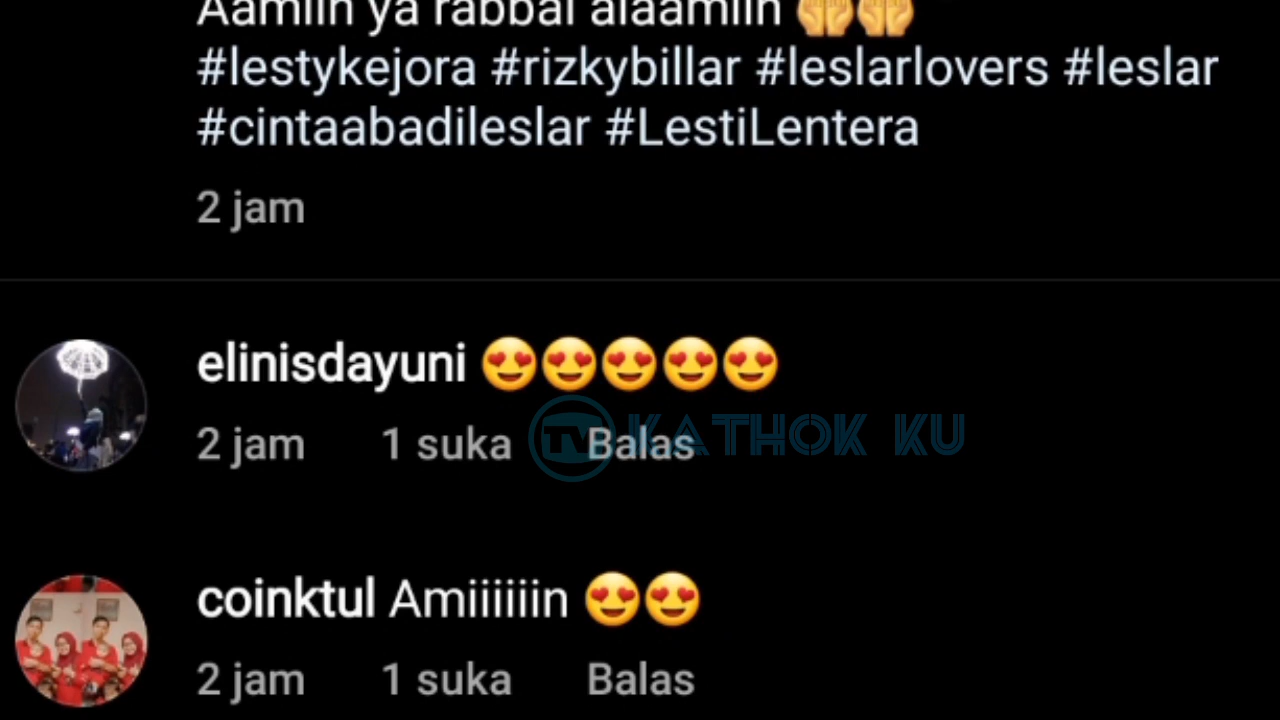 Aamiin ya rabbal alaamiin 🤲🤲
#lestykejora #rizkybillar #leslarlovers #leslar
#cintaabadileslar #LestiLentera
2 jam
elinisdayuni 😍😍😍😍😍
2 jam 1 suka Balas
TV KATHOK KU
coinktul Amiiiiiin 😍😍
2 jam 1 suka Balas